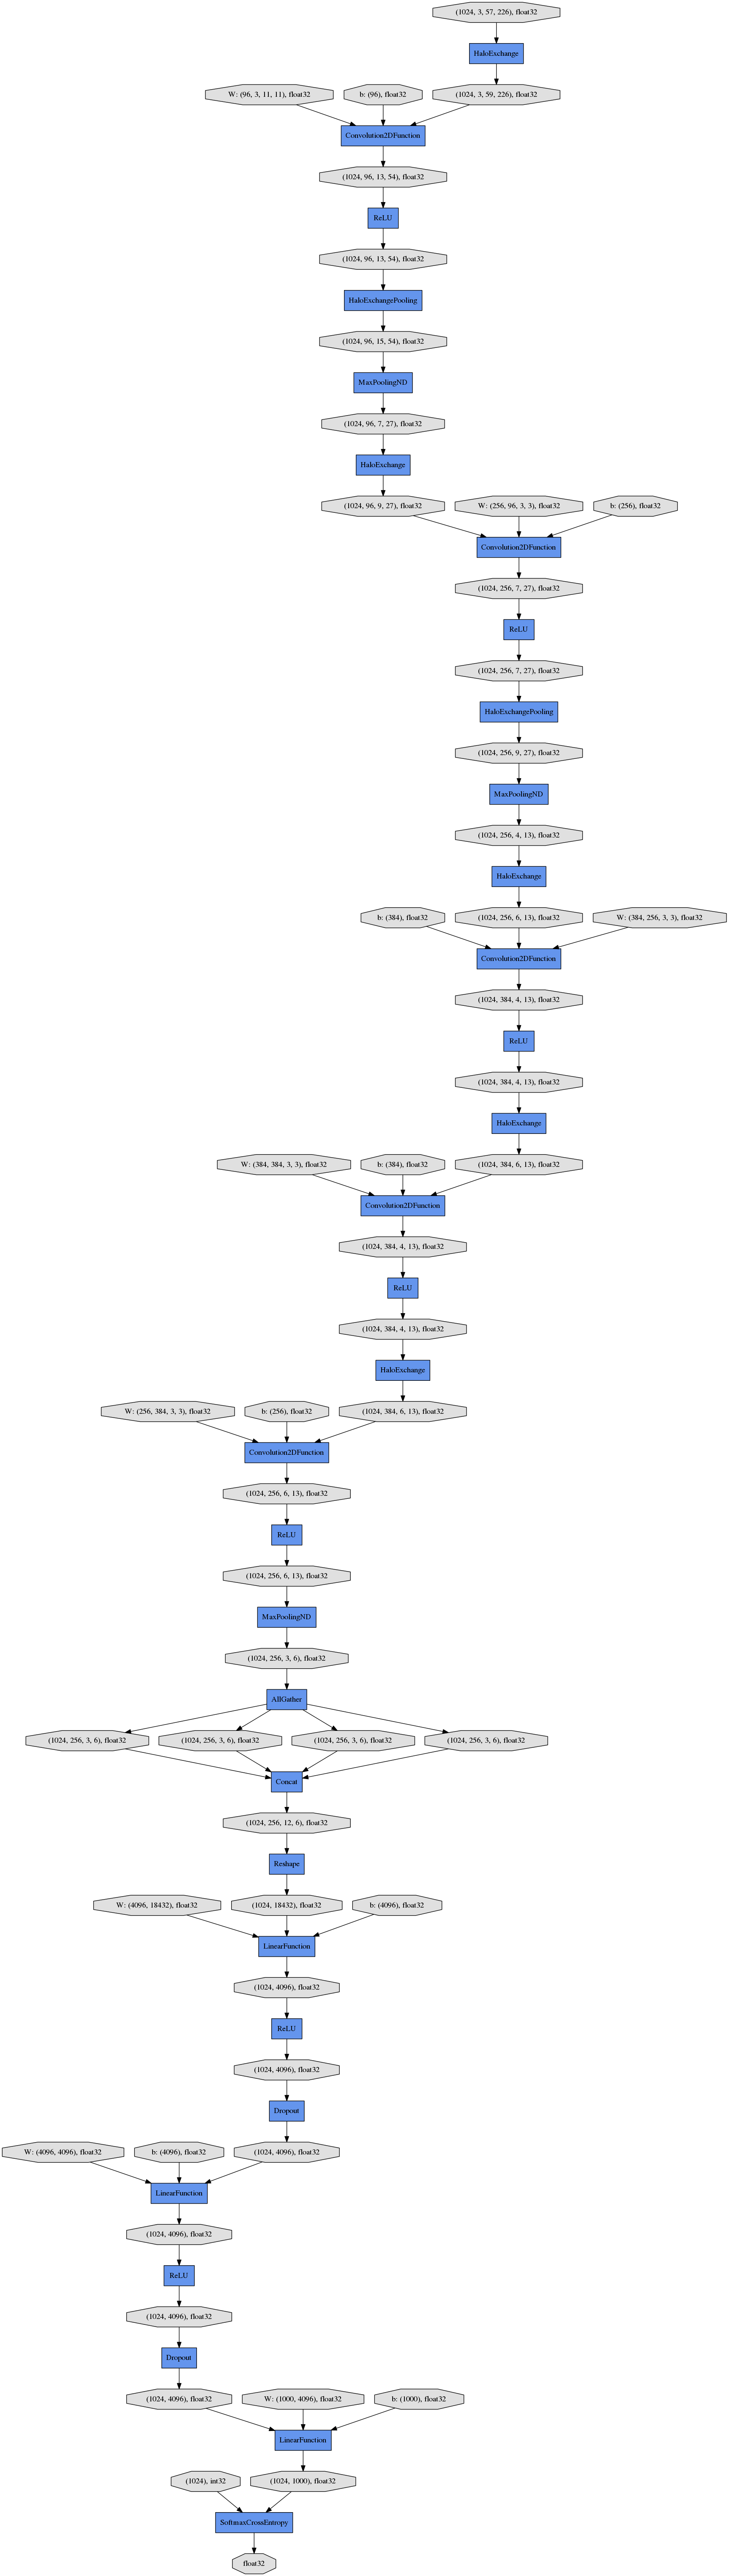 (1024, 3, 57, 226), float32
HaloExchange
W: (96, 3, 11, 11), float32
b: (96), float32
(1024, 3, 59, 226), float32
Convolution2DFunction
(1024, 96, 13, 54), float32
ReLU
(1024, 96, 13, 54), float32
HaloExchangePooling
(1024, 96, 15, 54), float32
MaxPoolingND
(1024, 96, 7, 27), float32
HaloExchange
(1024, 96, 9, 27), float32
W: (256, 96, 3, 3), float32
b: (256), float32
Convolution2DFunction
(1024, 256, 7, 27), float32
ReLU
(1024, 256, 7, 27), float32
HaloExchangePooling
(1024, 256, 9, 27), float32
MaxPoolingND
(1024, 256, 4, 13), float32
HaloExchange
b: (384), float32
(1024, 256, 6, 13), float32
W: (384, 256, 3, 3), float32
Convolution2DFunction
(1024, 384, 4, 13), float32
ReLU
(1024, 384, 4, 13), float32
HaloExchange
W: (384, 384, 3, 3), float32
b: (384), float32
(1024, 384, 6, 13), float32
Convolution2DFunction
(1024, 384, 4, 13), float32
ReLU
(1024, 384, 4, 13), float32
HaloExchange
W: (256, 384, 3, 3), float32
b: (256), float32
(1024, 384, 6, 13), float32
Convolution2DFunction
(1024, 256, 6, 13), float32
ReLU
(1024, 256, 6, 13), float32
MaxPoolingND
(1024, 256, 3, 6), float32
AllGather
(1024, 256, 3, 6), float32
(1024, 256, 3, 6), float32
(1024, 256, 3, 6), float32
(1024, 256, 3, 6), float32
Concat
(1024, 256, 12, 6), float32
Reshape
W: (4096, 18432), float32
(1024, 18432), float32
b: (4096), float32
LinearFunction
(1024, 4096), float32
ReLU
(1024, 4096), float32
Dropout
W: (4096, 4096), float32
b: (4096), float32
(1024, 4096), float32
LinearFunction
(1024, 4096), float32
ReLU
(1024, 4096), float32
Dropout
(1024, 4096), float32
W: (1000, 4096), float32
b: (1000), float32
LinearFunction
(1024), int32
(1024, 1000), float32
SoftmaxCrossEntropy
float32